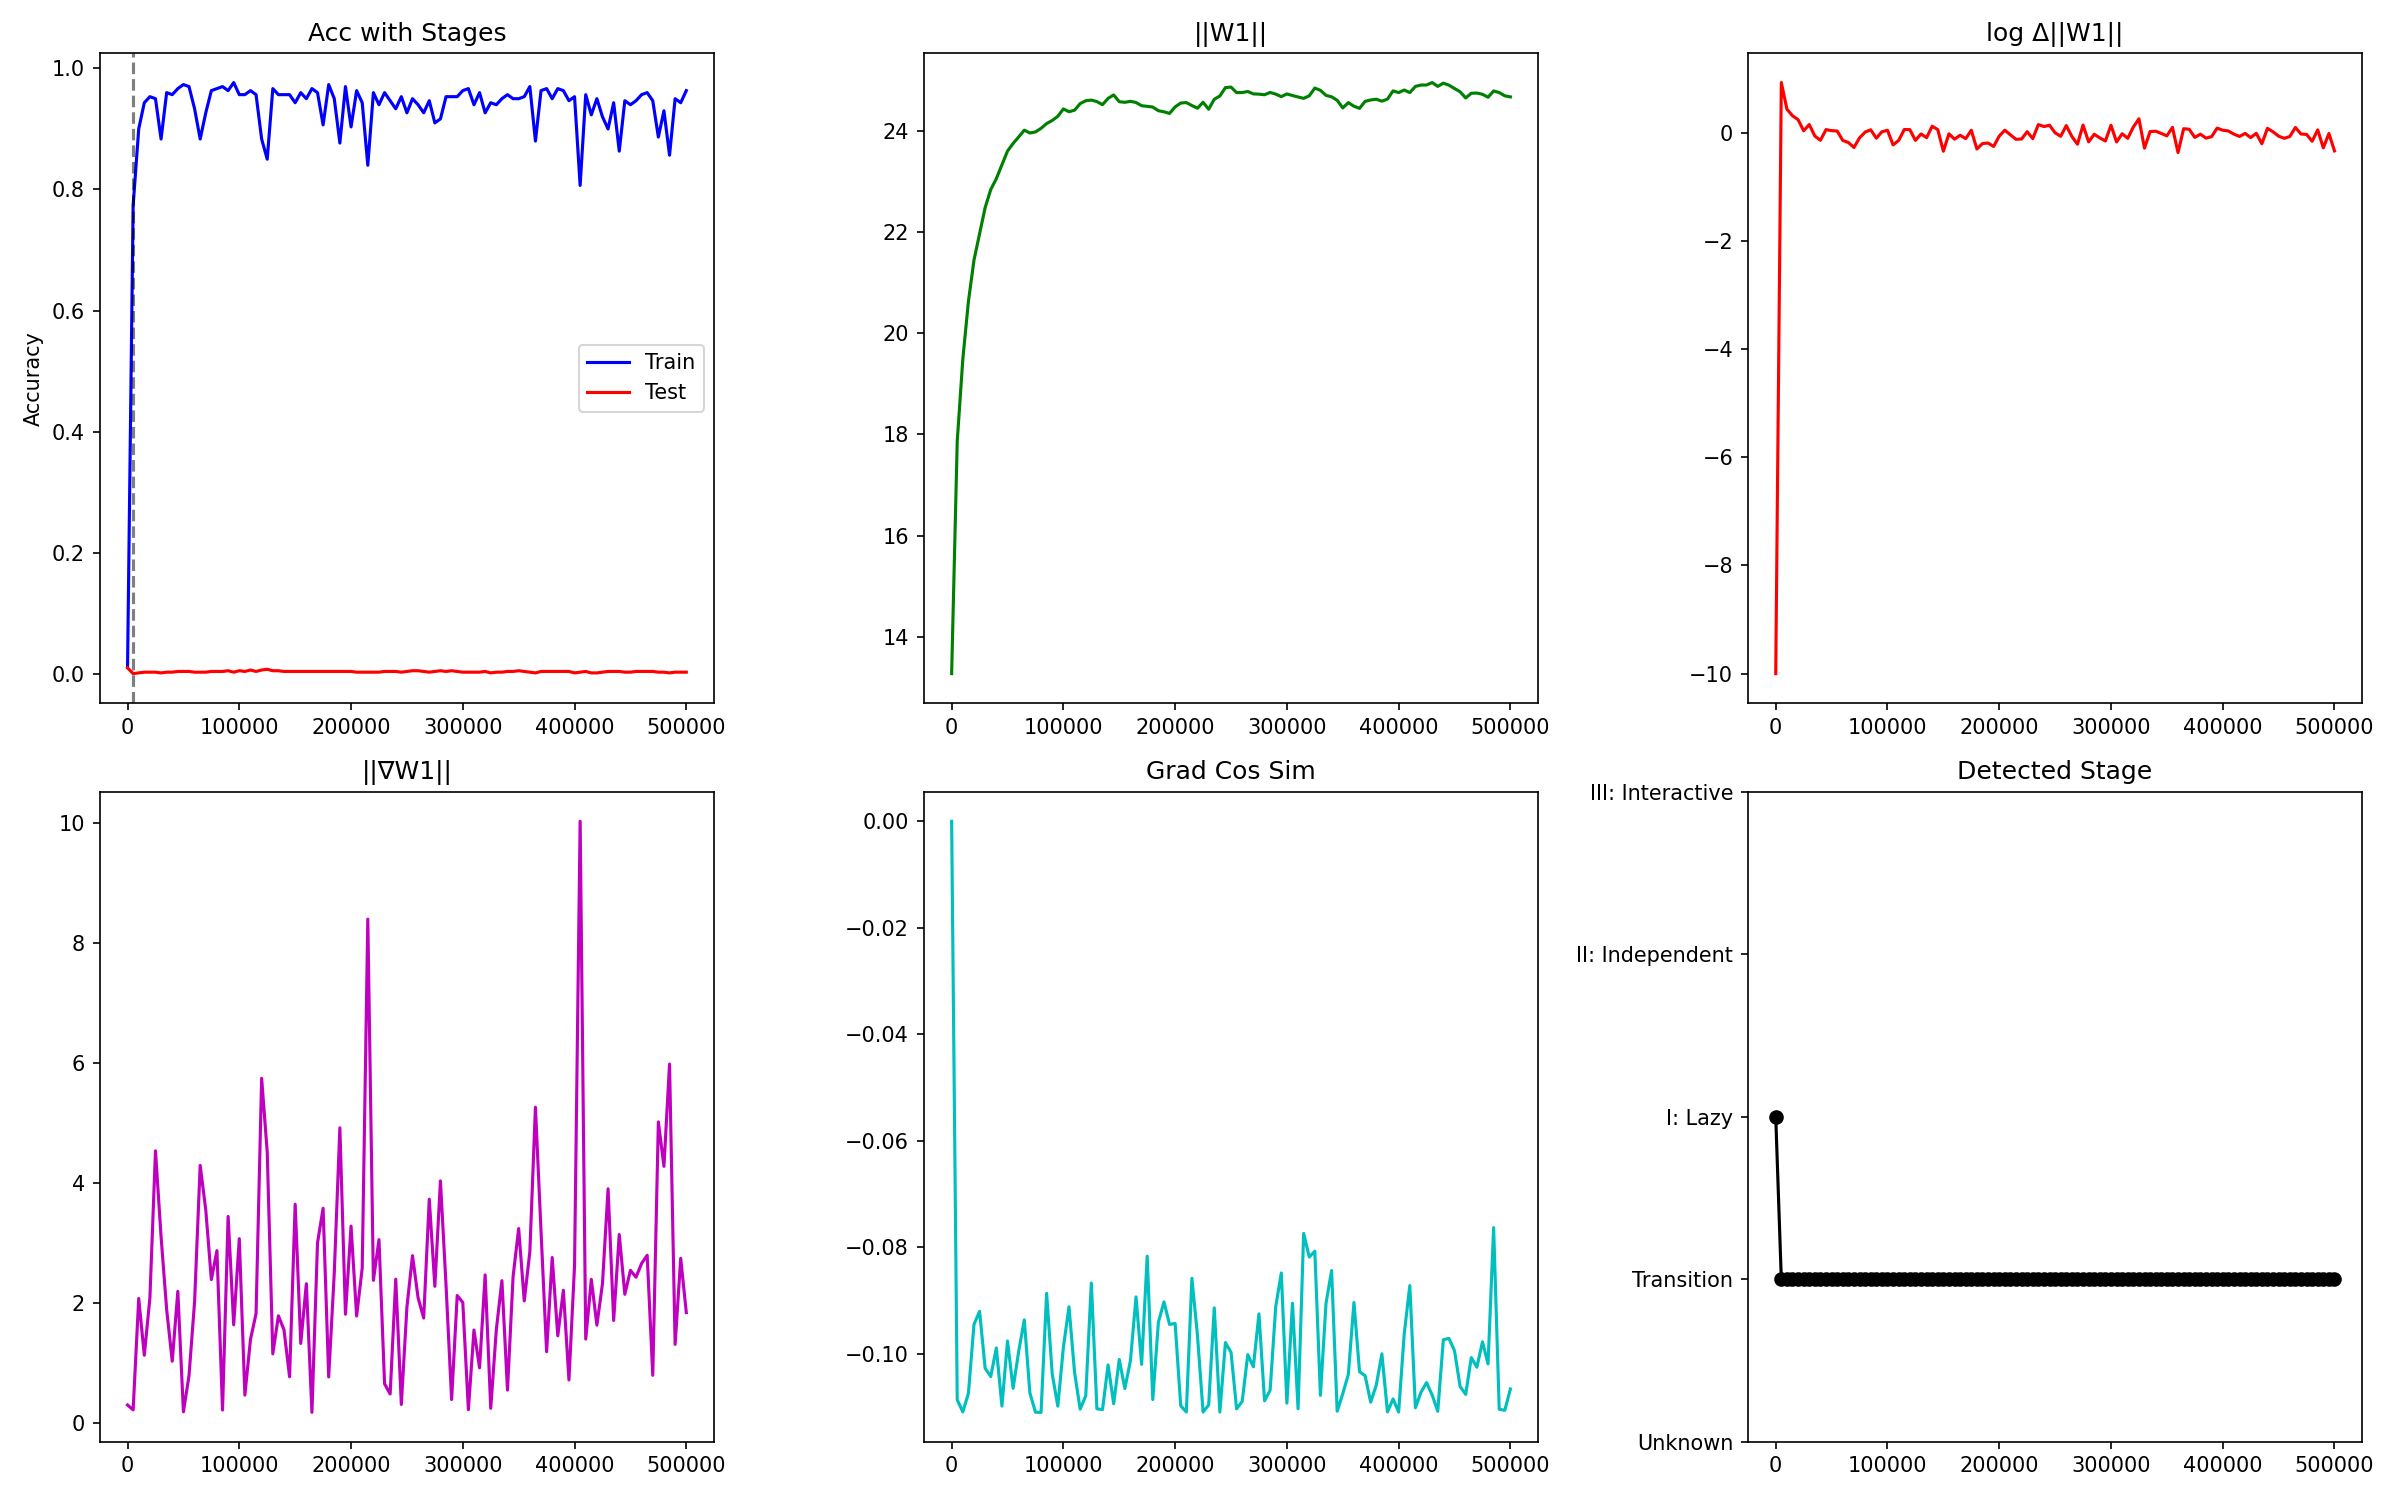 Acc with Stages
Accuracy
1.0
0.8
0.6
0.4
0.2
0.0
Train
Test
0 100000 200000 300000 400000 500000
||W1||
24
22
20
18
16
14
0 100000 200000 300000 400000 500000
log Δ||W1||
0
−2
−4
−6
−8
−10
0 100000 200000 300000 400000 500000
||∇W1||
10
8
6
4
2
0
0 100000 200000 300000 400000 500000
Grad Cos Sim
0.00
−0.02
−0.04
−0.06
−0.08
−0.10
0 100000 200000 300000 400000 500000
Detected Stage
III: Interactive
II: Independent
I: Lazy
Transition
Unknown
0 100000 200000 300000 400000 500000